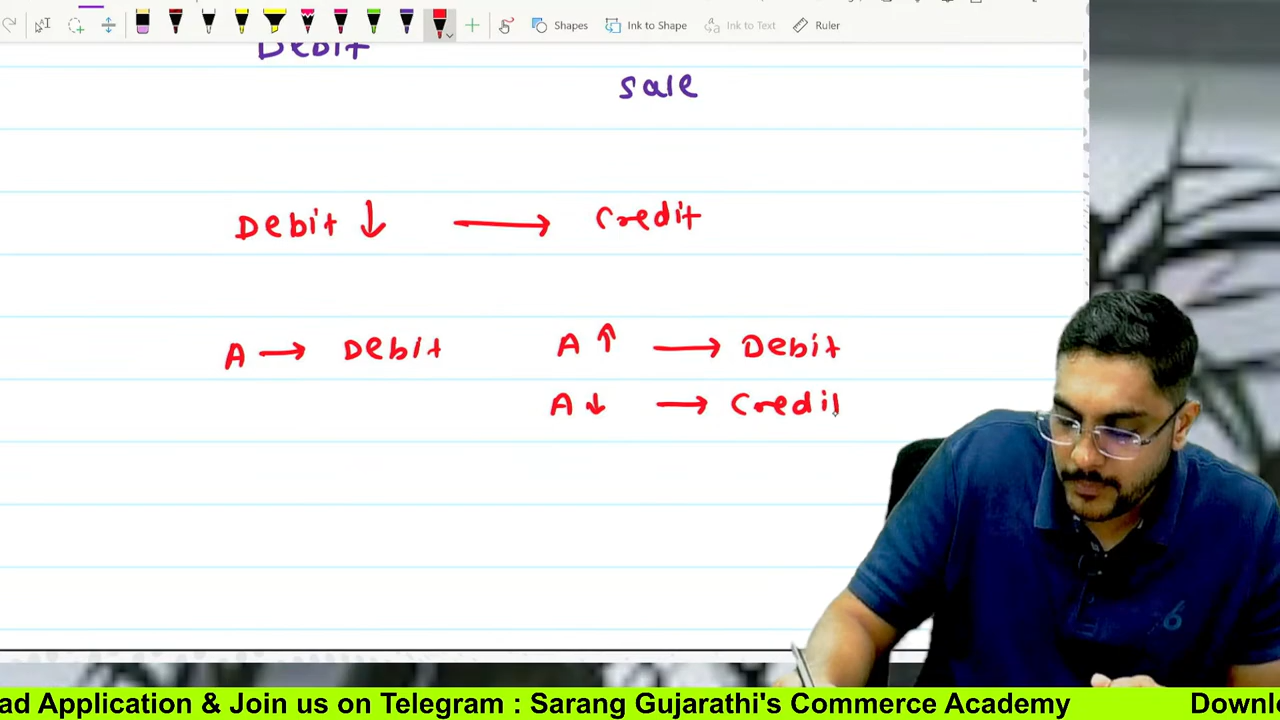 Shapes Ink to Shape Ink to Text Ruler
Debit
sale
Debit ↓ → Credit
A → Debit A ↑ → Debit
A ↓ → Credit
ad Application & Join us on Telegram : Sarang Gujarathi's Commerce Academy Downlo